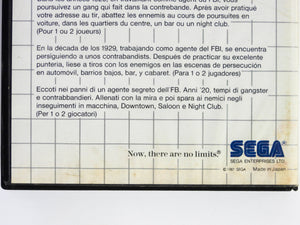 poursuivez un gang qui fait dans la contrebande. Après avoir pratiqué
votre adresse au tir, abattez les ennemis au cours de poursuites en
voiture, dans les quartiers du centre, un bar ou un night club.
(Pour 1 ou 2 joueurs)
En la década de los 1929, trabajando como agente del FBI, se encuentra
persiguiendo a unos contrabandistas. Después de practicar su excelente
puntería, liese a tiros con los enemigos en las escenas de persecución
en automóvil, barrios bajos, bar, y cabaret. (Para 1 o 2 jugadores)
Eccoti nei panni di un agente segreto dell'FB. Anni '20, tempi di
gangster e contrabbandieri. Allenati con la mira e poi spara ai nemici negli
inseguimenti in macchina, Downtown, Saloon e Night Club.
(Per 1 o 2 giocatori)
Now, there are no limits.
SEGA
SEGA ENTERPRISES LTD.
Made in Japan